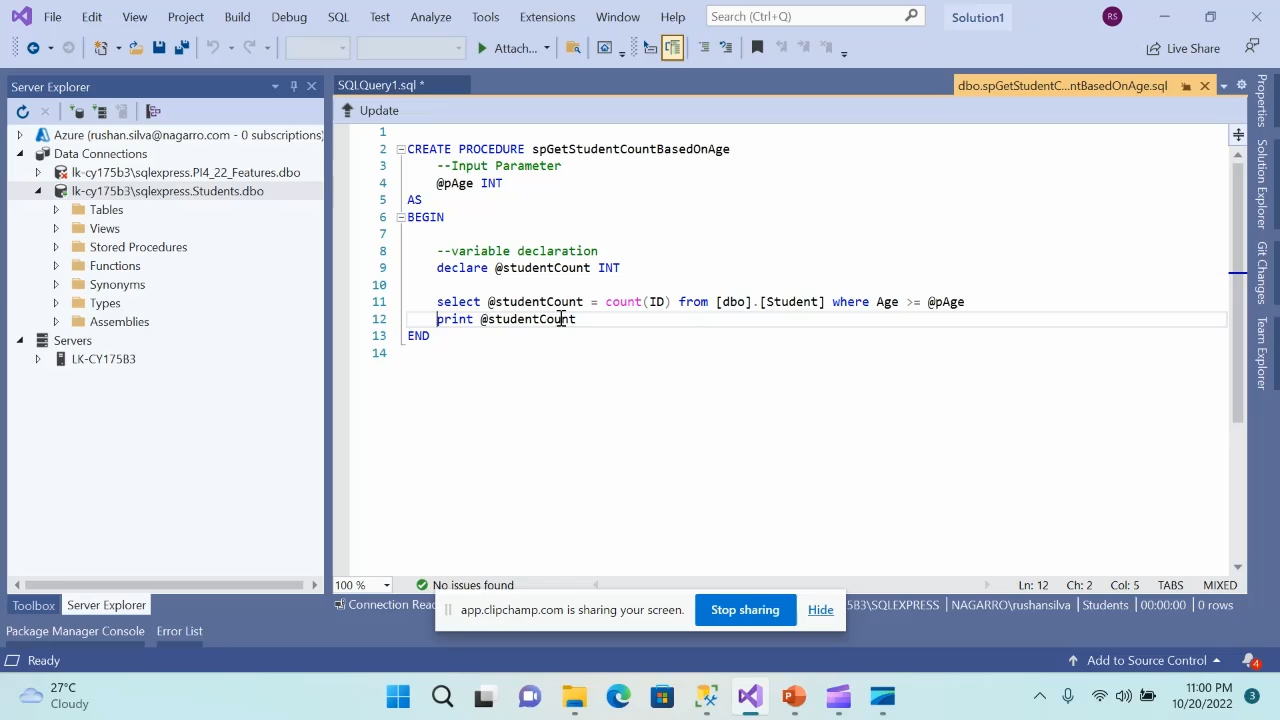 File Edit View Project Build Debug SQL Test Analyze Tools Extensions Window Help Search (Ctrl+Q) Solution1 RS
Attach... Live Share
Server Explorer
SQLQuery1.sql * dbo.spGetStudentC...ntBasedOnAge.sql
Update
Azure (rushan.silva@nagarro.com - 0 subscriptions)
Data Connections
lk-cy175b3\sqlexpress.PI4_22_Features.dbo
lk-cy175b3\sqlexpress.Students.dbo
Tables
Views
Stored Procedures
Functions
Synonyms
Types
Assemblies
Servers
LK-CY175B3
1
2 CREATE PROCEDURE spGetStudentCountBasedOnAge
3 --Input Parameter
4 @pAge INT
5 AS
6 BEGIN
7
8 --variable declaration
9 declare @studentCount INT
10
11 select @studentCount = count(ID) from [dbo].[Student] where Age >= @pAge
12 print @studentCount
13 END
14
Properties
Solution Explorer
Git Changes
Team Explorer
100 % No issues found Ln: 12 Ch: 2 Col: 5 TABS MIXED
Toolbox Server Explorer
Connection Rea 5B3\SQLEXPRESS NAGARRO\rushansilva Students 00:00:00 0 rows
app.clipchamp.com is sharing your screen. Stop sharing Hide
Package Manager Console Error List
Ready Add to Source Control 4
27°C
Cloudy
11:00 PM
10/20/2022
3